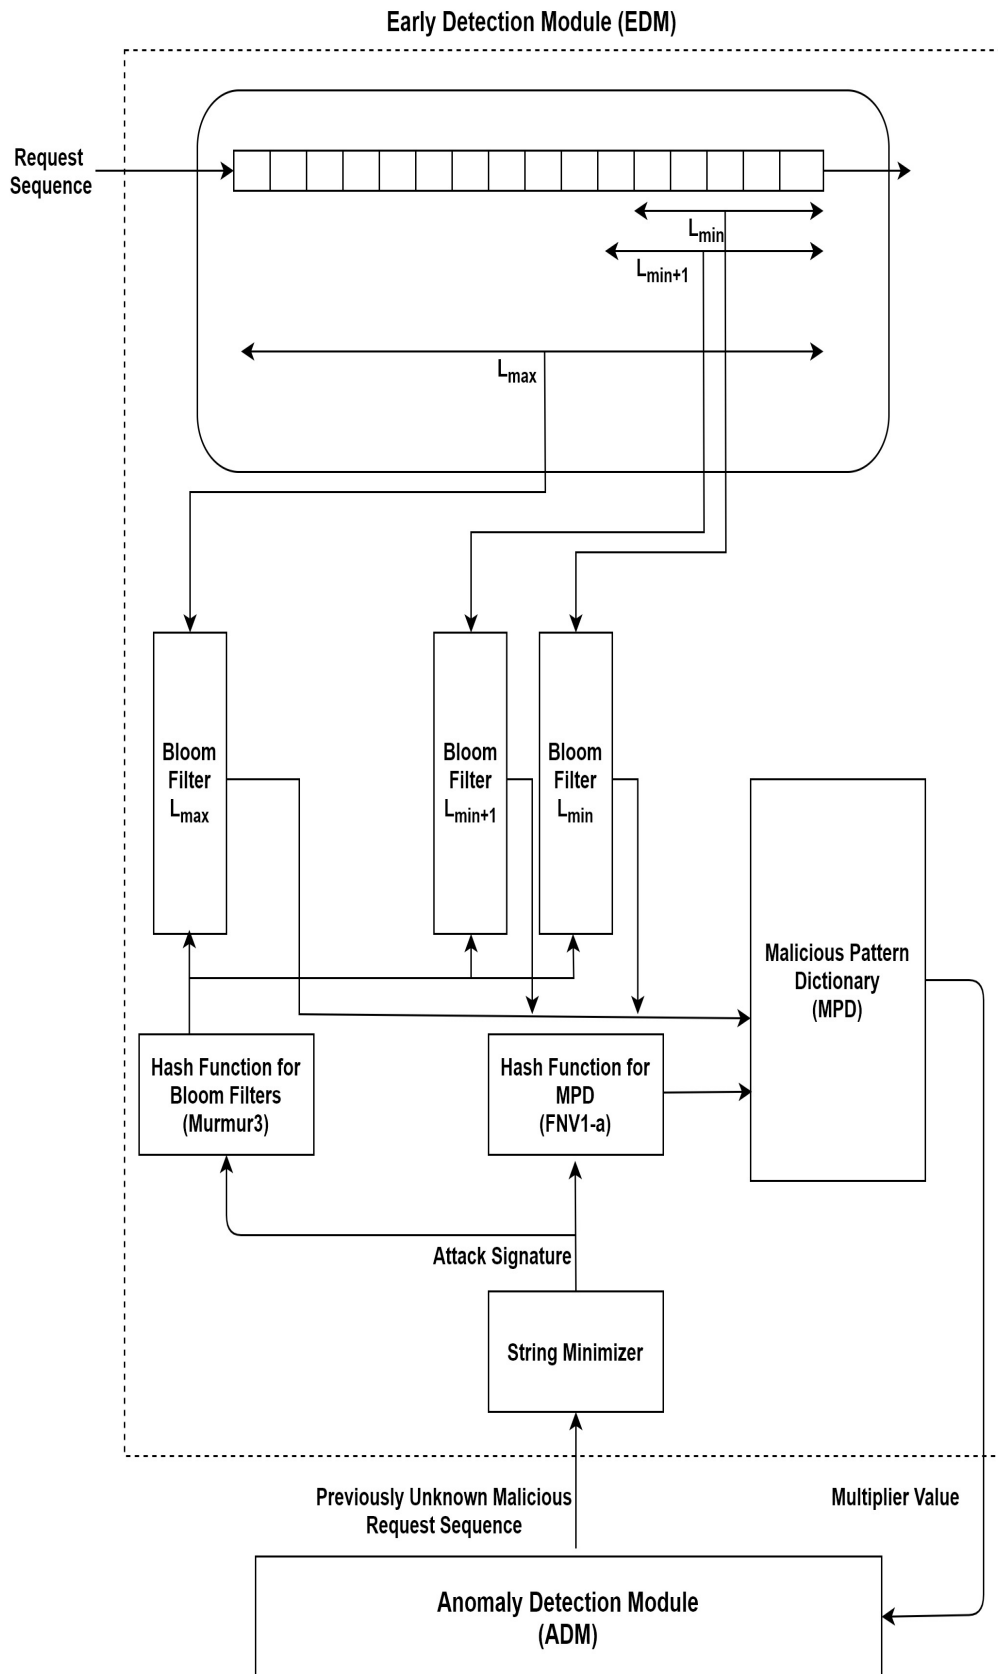 Early Detection Module (EDM)
Request
Sequence
Lmin
Lmin+1
Lmax
Bloom
Filter
Lmax
Bloom
Filter
Lmin+1
Bloom
Filter
Lmin
Malicious Pattern
Dictionary
(MPD)
Hash Function for
Bloom Filters
(Murmur3)
Hash Function for
MPD
(FNV1-a)
Attack Signature
String Minimizer
Previously Unknown Malicious
Request Sequence
Multiplier Value
Anomaly Detection Module
(ADM)